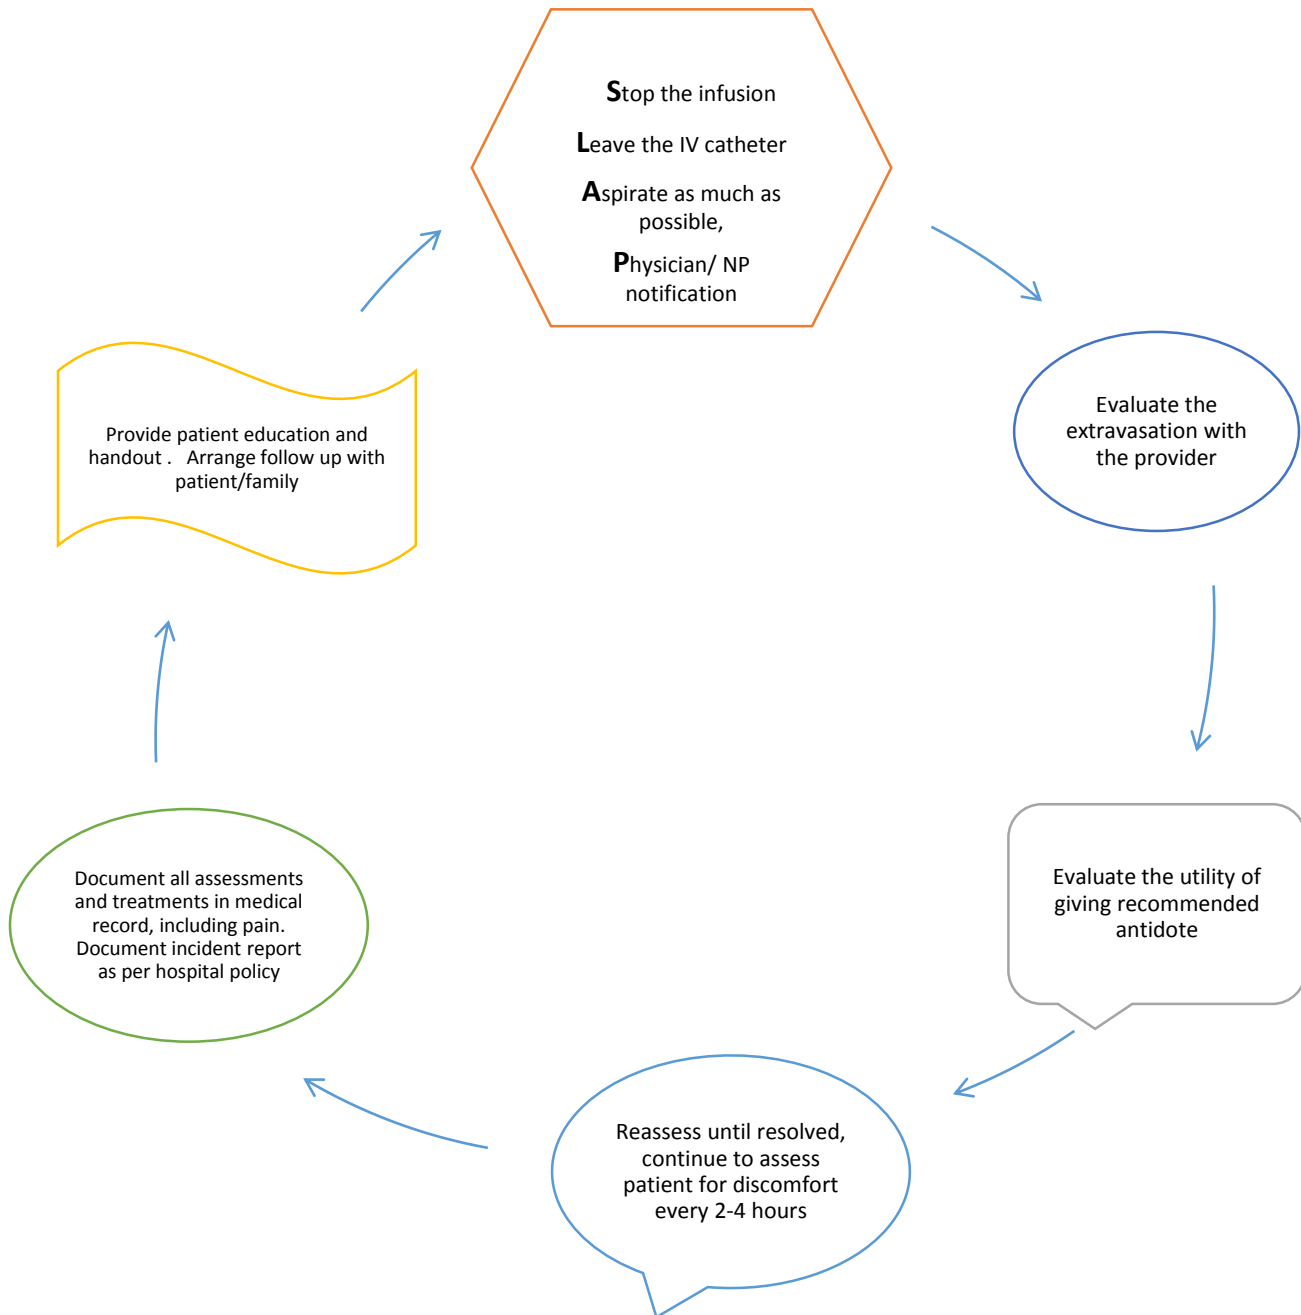 Stop the infusion
Leave the IV catheter
Aspirate as much as
possible,
Physician/ NP
notification
Evaluate the
extravasation with
the provider
Evaluate the utility of
giving recommended
antidote
Reassess until resolved,
continue to assess
patient for discomfort
every 2-4 hours
Document all assessments
and treatments in medical
record, including pain.
Document incident report
as per hospital policy
Provide patient education and
handout .   Arrange follow up with
patient/family